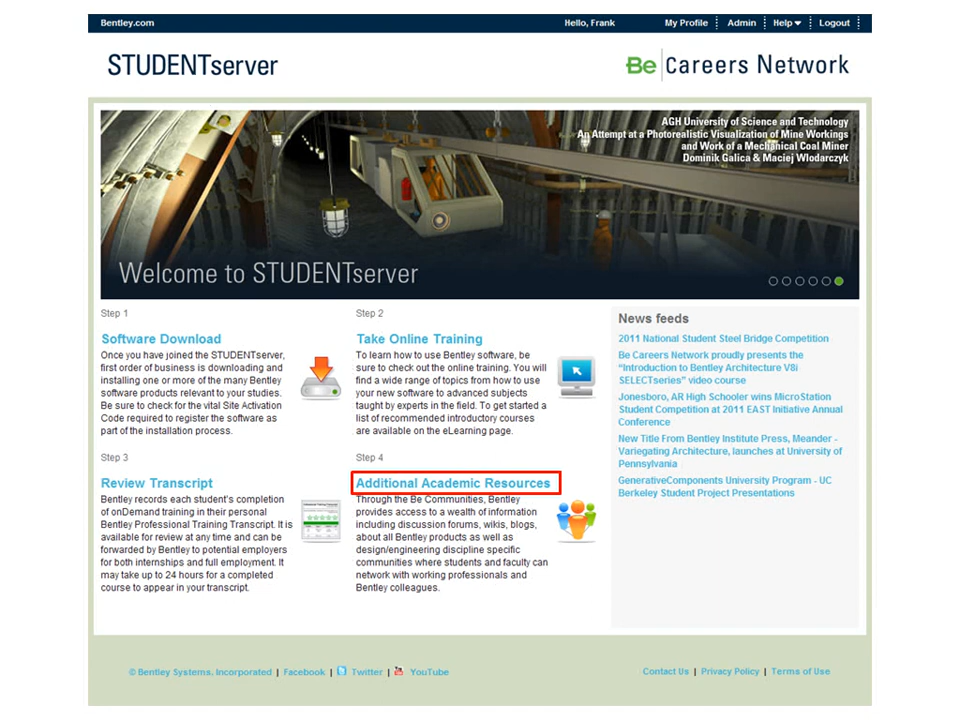 Bentley.com
Hello, Frank
My Profile
Admin
Help
Logout
STUDENTserver
Be Careers Network
AGH University of Science and Technology
An Attempt at a Photorealistic Visualization of Mine Workings
and Work of a Mechanical Coal Miner
Dominik Galica & Maciej Wlodarczyk
Welcome to STUDENTserver
Step 1
Software Download
Once you have joined the STUDENTserver,
first order of business is downloading and
installing one or more of the many Bentley
software products relevant to your studies.
Be sure to check for the vital Site Activation
Code required to register the software as
part of the installation process.
Step 2
Take Online Training
To learn how to use Bentley software, be
sure to check out the online training. You will
find a wide range of topics from how to use
your new software to advanced subjects
taught by experts in the field. To get started a
list of recommended introductory courses
are available on the eLearning page.
Step 3
Review Transcript
Bentley records each student's completion
of onDemand training in their personal
Bentley Professional Training Transcript. It is
available for review at any time and can be
forwarded by Bentley to potential employers
for both internships and full employment. It
may take up to 24 hours for a completed
course to appear in your transcript.
Step 4
Additional Academic Resources
Through the Be Communities, Bentley
provides access to a wealth of information
including discussion forums, wikis, blogs,
about all Bentley products as well as
design/engineering discipline specific
communities where students and faculty can
network with working professionals and
Bentley colleagues.
News feeds
2011 National Student Steel Bridge Competition
Be Careers Network proudly presents the
"Introduction to Bentley Architecture V8i
SELECTseries" video course
Jonesboro, AR High Schooler wins MicroStation
Student Competition at 2011 EAST Initiative Annual
Conference
New Title From Bentley Institute Press, Meander -
Variegating Architecture, launches at University of
Pennsylvania
GenerativeComponents University Program - UC
Berkeley Student Project Presentations
© Bentley Systems, Incorporated | Facebook | Twitter | YouTube
Contact Us | Privacy Policy | Terms of Use